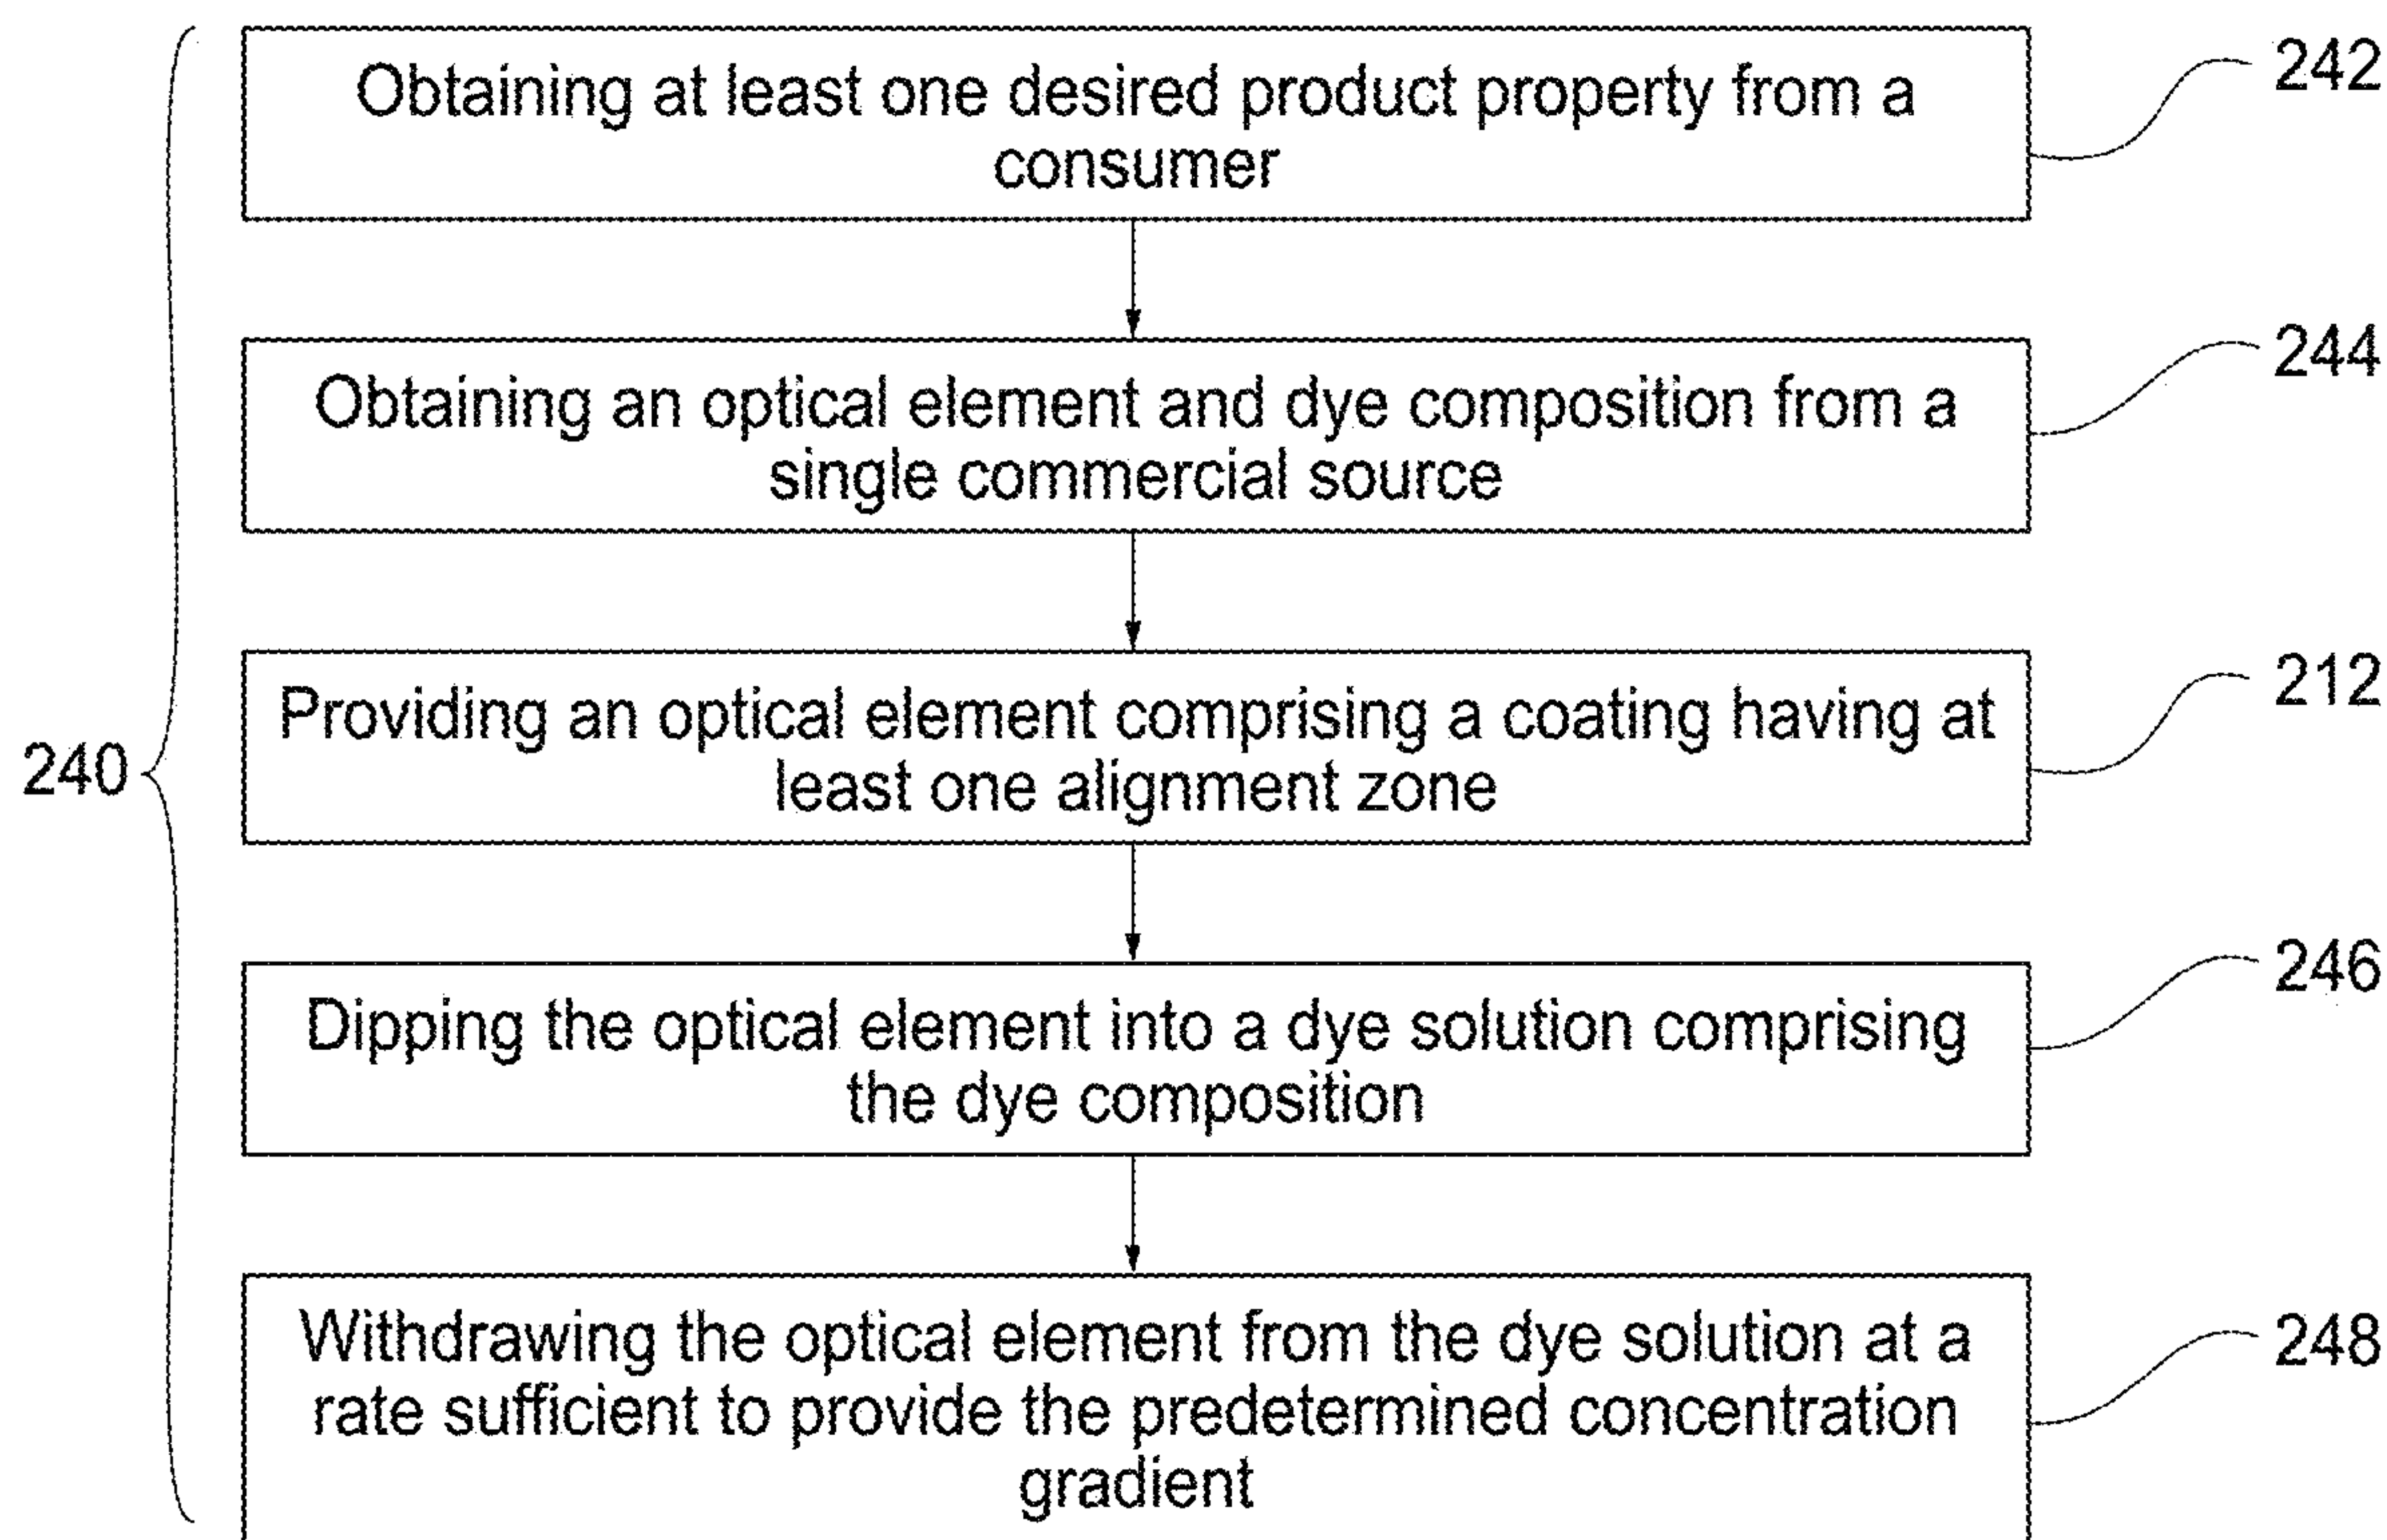 Obtaining at least one desired product property from a
consumer
242
Obtaining an optical element and dye composition from a
single commercial source
244
Providing an optical element comprising a coating having at
least one alignment zone
212
240
Dipping the optical element into a dye solution comprising
the dye composition
246
Withdrawing the optical element from the dye solution at a
rate sufficient to provide the predetermined concentration
gradient
248